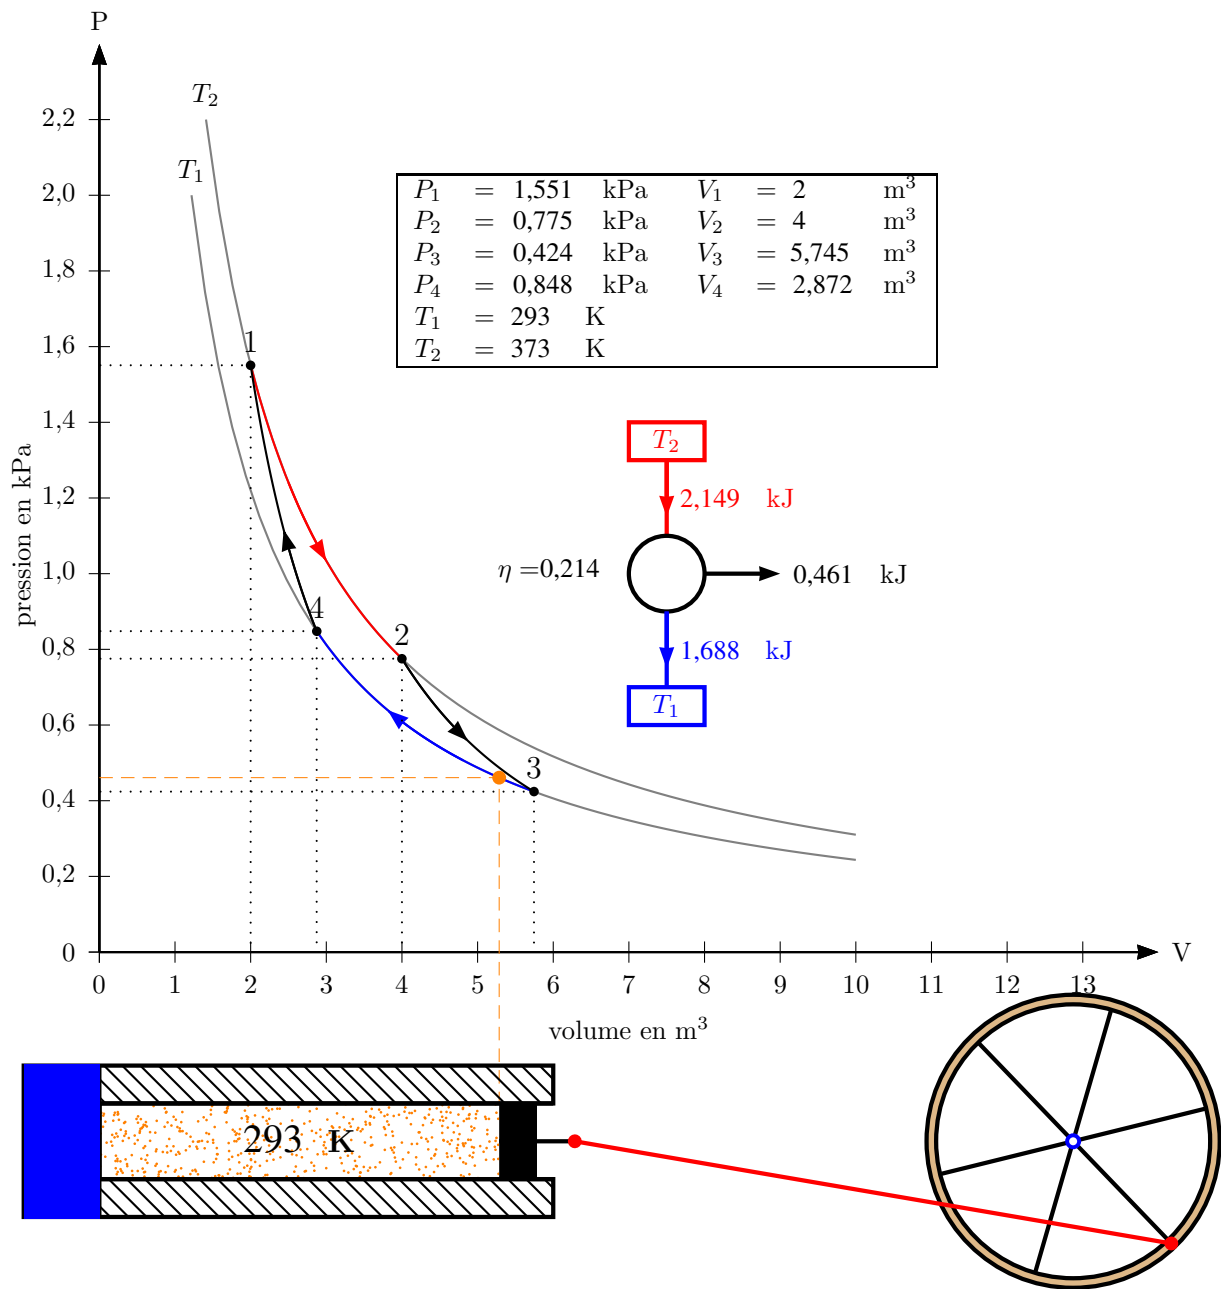 P
T₂
2,2
T₁
2,0
P₁ = 1,551 kPa V₁ = 2 m³
P₂ = 0,775 kPa V₂ = 4 m³
P₃ = 0,424 kPa V₃ = 5,745 m³
P₄ = 0,848 kPa V₄ = 2,872 m³
T₁ = 293 K
T₂ = 373 K
1,8
1
1,6
1,4
T₂
pression en kPa
1,2
2,149 kJ
1,0
η =0,214
0,461 kJ
4
2
0,8
1,688 kJ
T₁
0,6
3
0,4
0,2
0
V
0 1 2 3 4 5 6 7 8 9 10 11 12 13
volume en m³
293 K